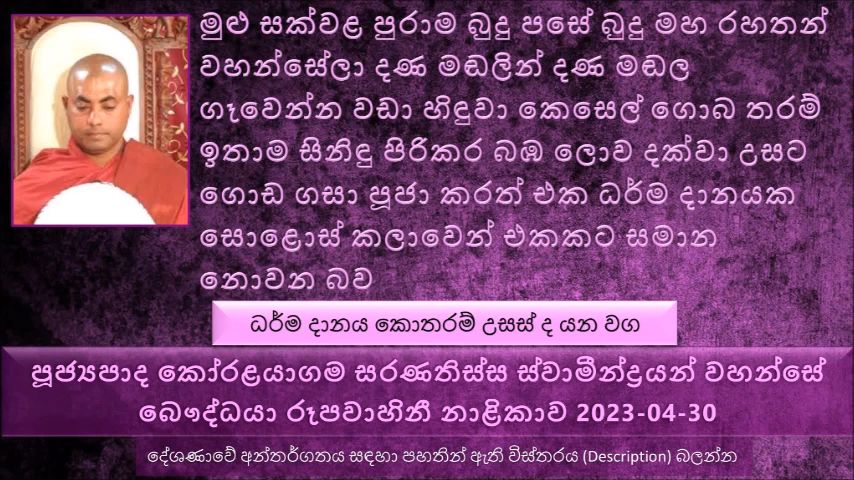 මුළු සක්වළ පුරාම බුදු පසේ බුදු මහ රහතන්
වහන්සේලා දණ මඬලින් දණ මඬල
ගෑවෙන්න වඩා හිඳුවා කෙසෙල් ගොබ තරම්
ඉතාම සිනිඳු පිරිකර බඹ ලොව දක්වා උසට
ගොඩ ගසා පූජා කරත් එක ධර්ම දානයක
සොළොස් කලාවෙන් එකකට සමාන
නොවන බව
ධර්ම දානය කොතරම් උසස් ද යන වග
පූජ්‍යපාද කෝරළයාගම සරණතිස්ස ස්වාමීන්ද්‍රයන් වහන්සේ
බෞද්ධයා රූපවාහිනී නාළිකාව 2023-04-30
දේශණාවේ අන්තර්ගතය සඳහා පහතින් ඇති විස්තරය (Description) බලන්න